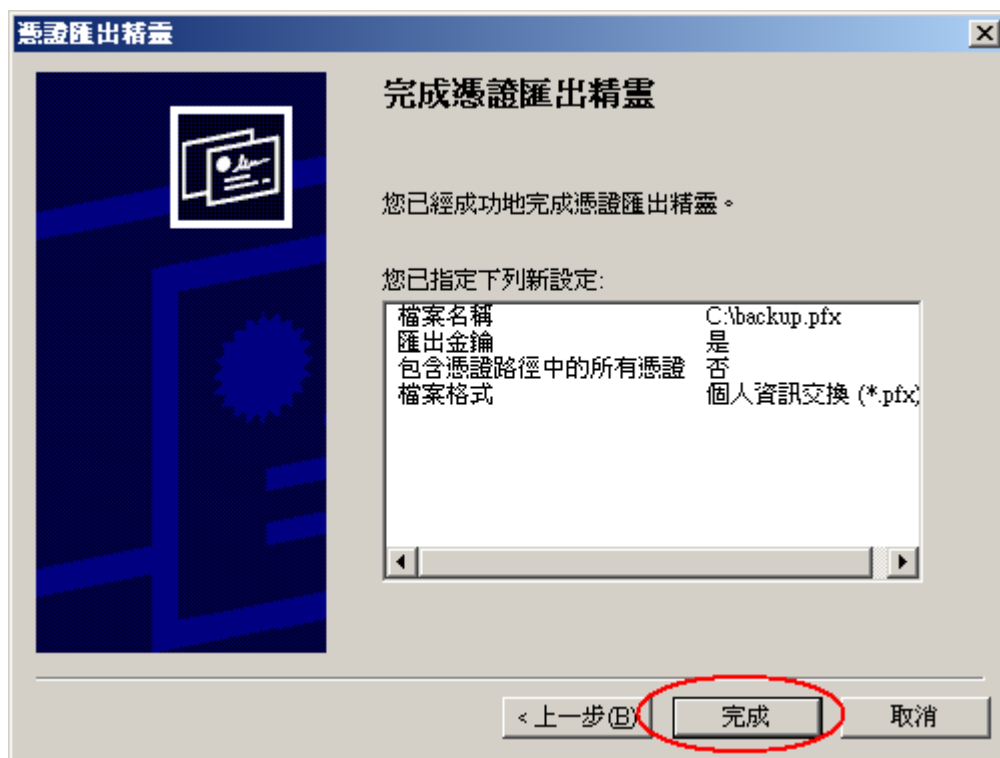 憑證匯出精靈
完成憑證匯出精靈
您已經成功地完成憑證匯出精靈。
您已指定下列新設定:
檔案名稱 C:\backup.pfx
匯出金鑰 是
包含憑證路徑中的所有憑證 否
檔案格式 個人資訊交換 (*.pfx)
<上一步(B) 完成 取消